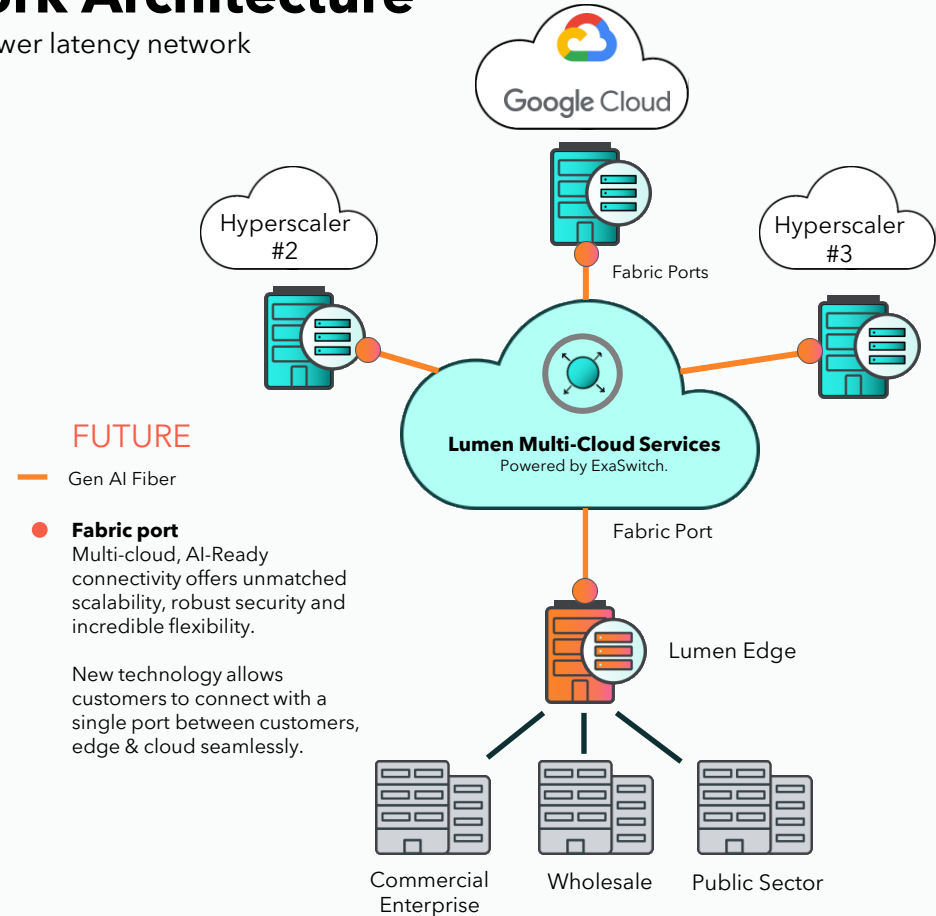 Architecture
latency network
Google Cloud
Hyperscaler
#2
Hyperscaler
#3
Fabric Ports
Lumen Multi-Cloud Services
Powered by ExaSwitch.
FUTURE
Gen AI Fiber
Fabric port
Multi-cloud, AI-Ready
connectivity offers unmatched
scalability, robust security and
incredible flexibility.
New technology allows
customers to connect with a
single port between customers,
edge & cloud seamlessly.
Fabric Port
Lumen Edge
Commercial
Enterprise
Wholesale
Public Sector